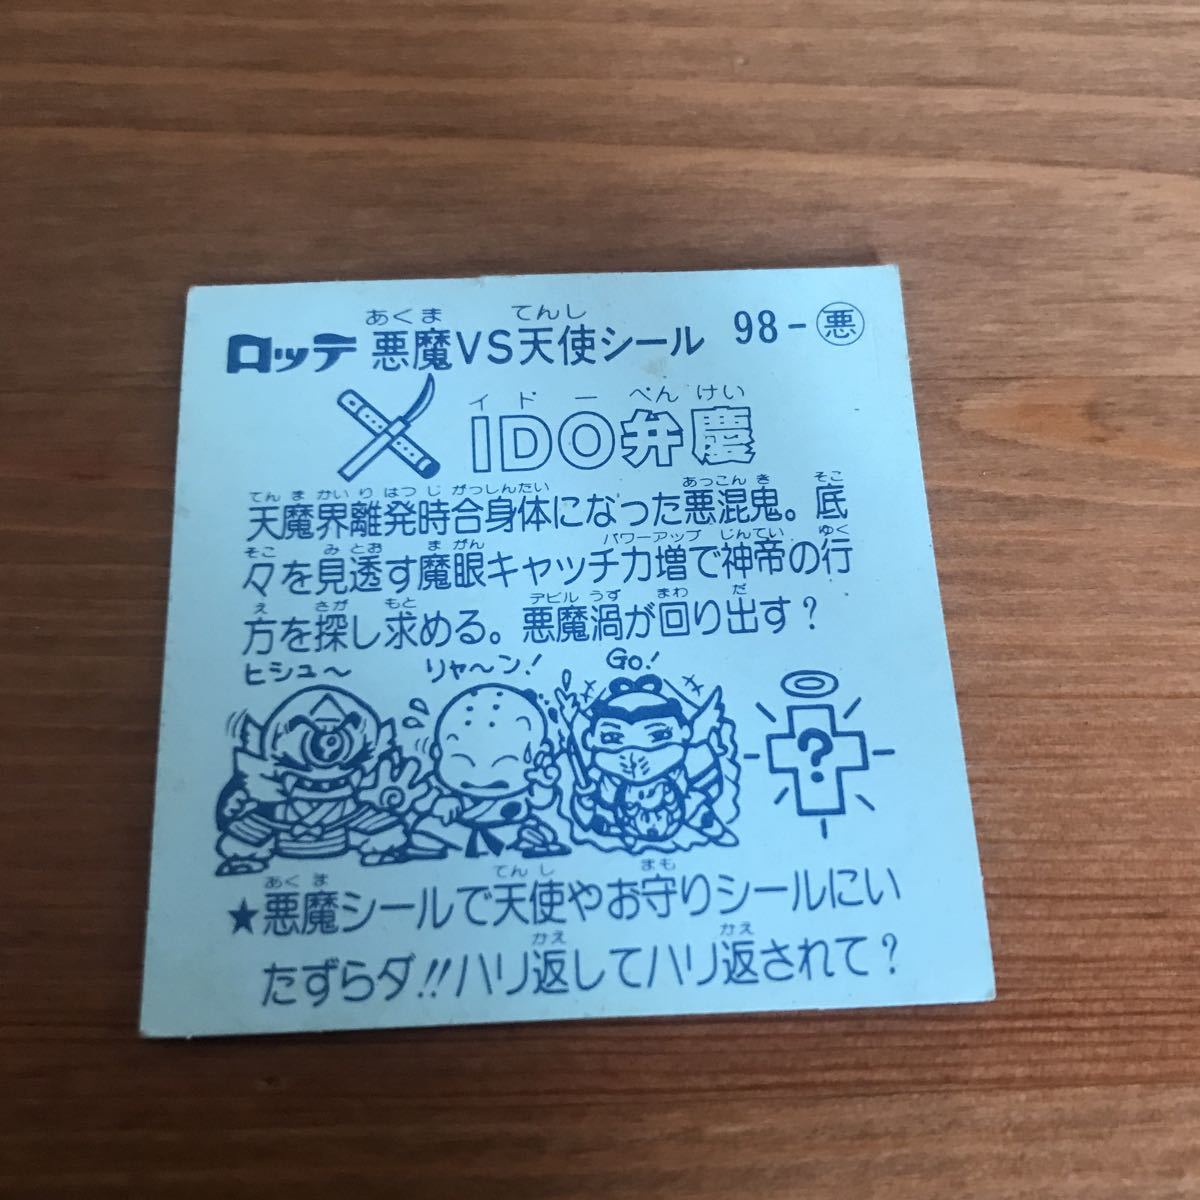 あくま てんし
ロッテ 悪魔VS天使シール 98-悪
イドーべんけい
IDO弁慶
てんまかいりはつじがっしんたい あっこんき そこ
天魔界離発時合身体になった悪混鬼。底
そこ みとお まがん パワーアップ じんてい ゆく
々を見透す魔眼キャッチ力増で神帝の行
え さが もと デビルうず まわ だ
方を探し求める。悪魔渦が回り出す?
ヒシュ〜 リャ〜ン! Go!
?
あくま てんし まも
★悪魔シールで天使やお守りシールにい
かえ かえ
たずらダ!!ハリ返してハリ返されて?